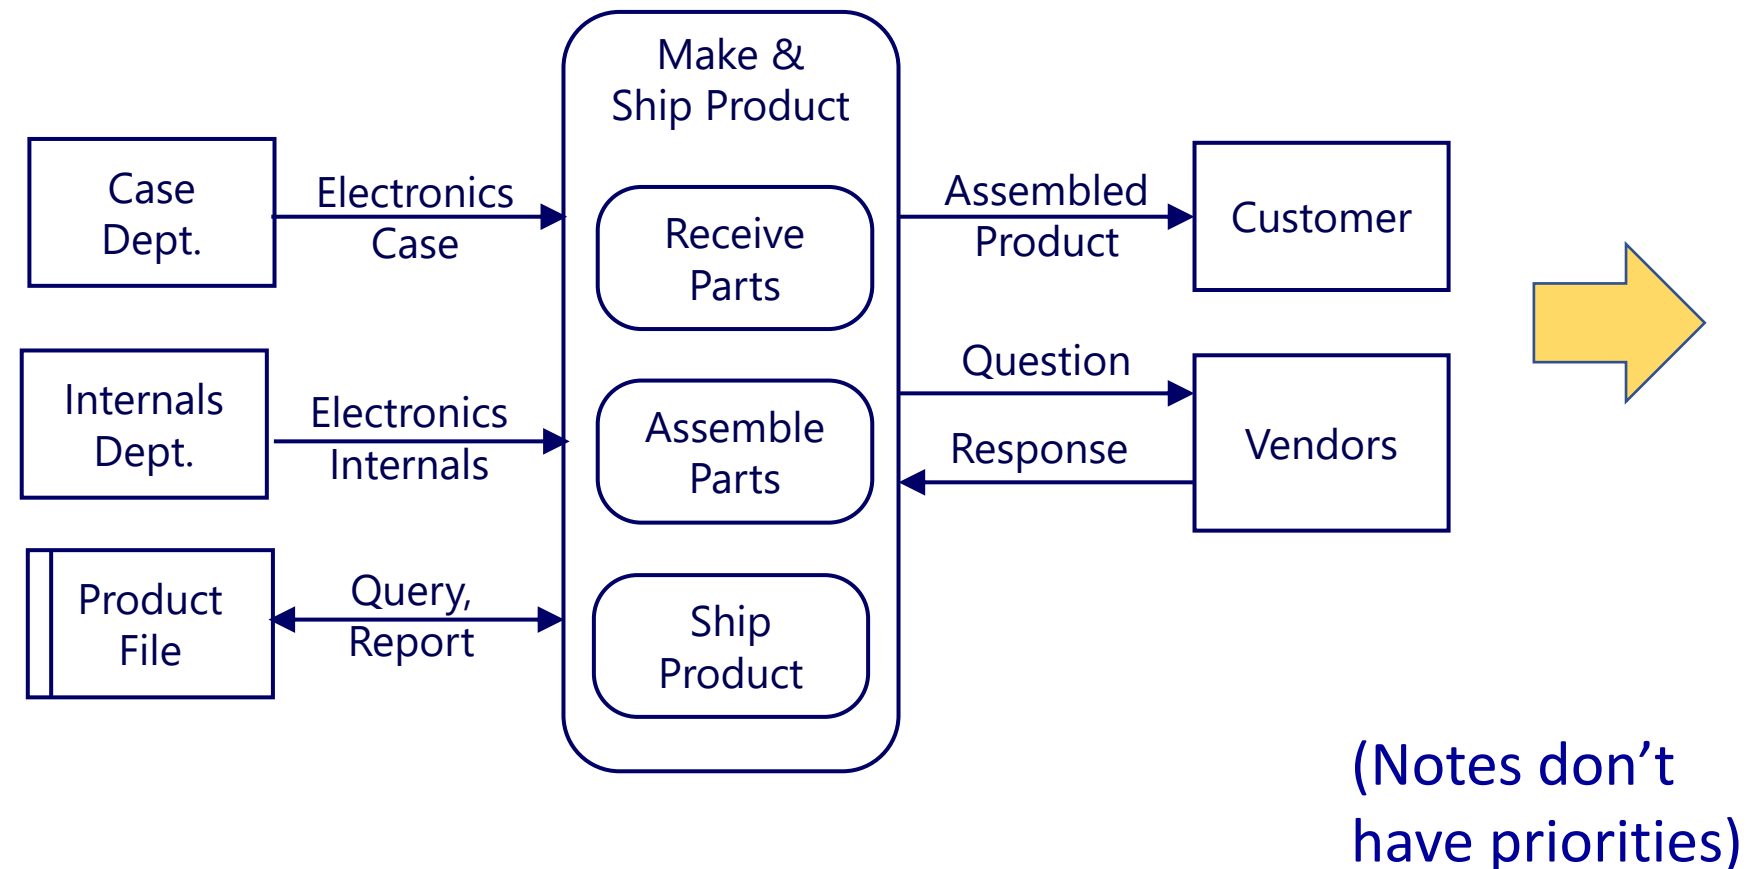 Make &
Ship Product
Case
Dept.
Electronics
Case
Receive
Parts
Assembled
Product
Customer
Internals
Dept.
Electronics
Internals
Assemble
Parts
Question
Response
Vendors
Product
File
Query,
Report
Ship
Product
(Notes don’t
have priorities)